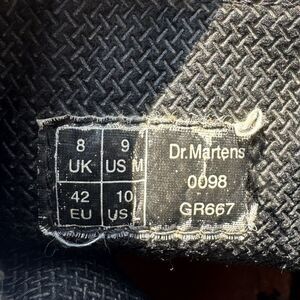 8 UK
9 US M
42 EU
10 US L
Dr.Martens
0098
GR667